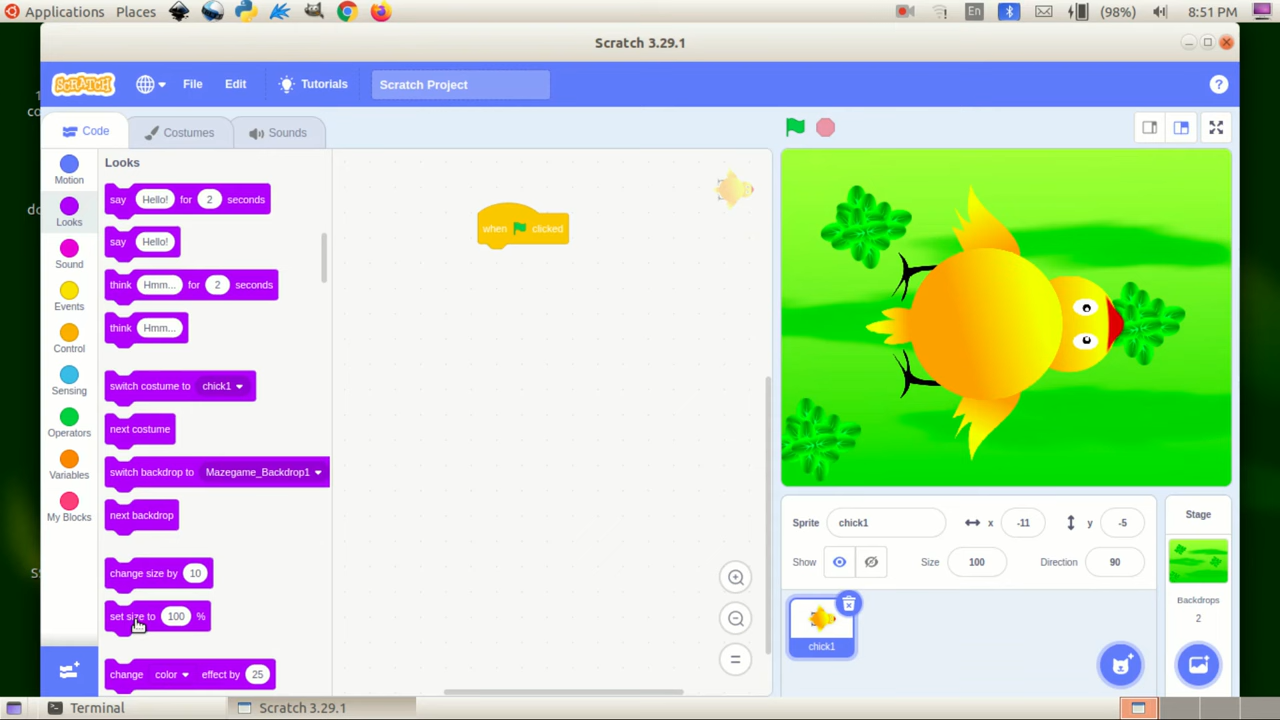 Applications Places En (98%) 8:51 PM
Scratch 3.29.1
SCRATCH File Edit Tutorials Scratch Project ?
Code Costumes Sounds
Motion
Looks
Sound
Events
Control
Sensing
Operators
Variables
My Blocks
Looks
say Hello! for 2 seconds
say Hello!
think Hmm... for 2 seconds
think Hmm...
switch costume to chick1
next costume
switch backdrop to Mazegame_Backdrop1
next backdrop
change size by 10
set size to 100 %
change color effect by 25
when clicked
Sprite chick1 x -11 y -5
Show Size 100 Direction 90
chick1
Stage
Backdrops
2
Terminal Scratch 3.29.1